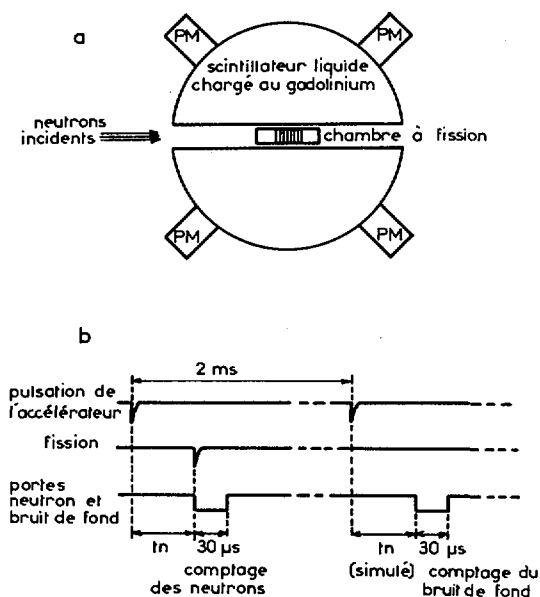 a
PM
PM
scintillateur liquide
chargé au gadolinium
neutrons
incidents
chambre à fission
PM
PM
b
2 ms
pulsation de
l'accélérateur
fission
portes
neutron et
bruit de fond
tn
30 µs
tn
30 µs
comptage
des neutrons
(simulé)
comptage du
bruit de fond